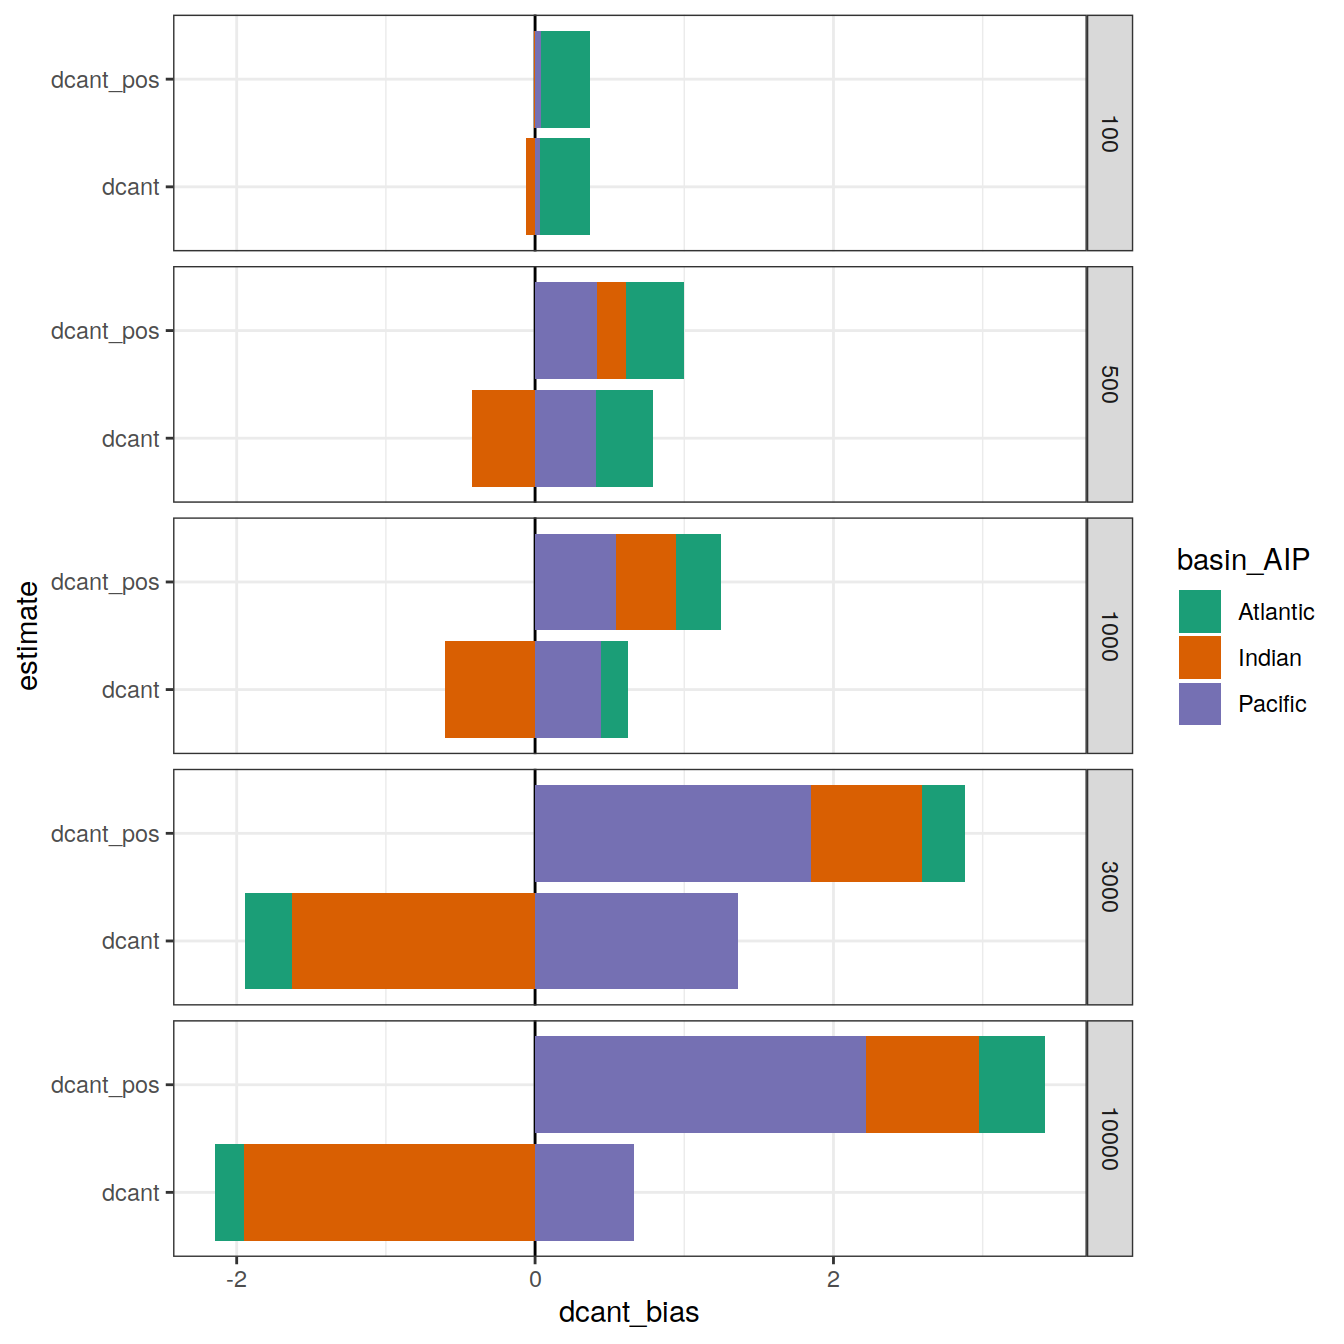 dcant_pos
dcant
100
dcant_pos
dcant
500
dcant_pos
dcant
1000
dcant_pos
dcant
3000
dcant_pos
dcant
10000
-2
0
2
dcant_bias
estimate
basin_AIP
Atlantic
Indian
Pacific